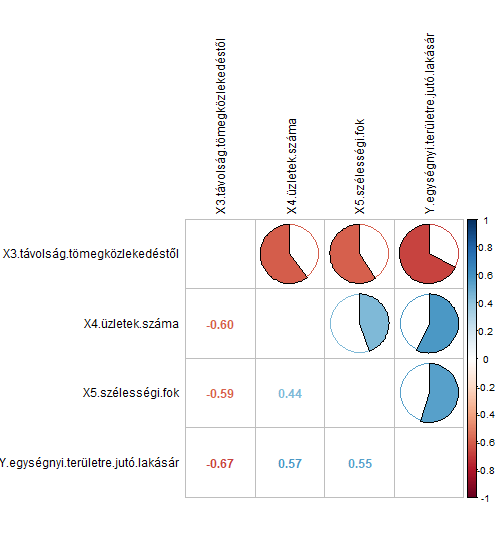 X3.távolság.tömegközlekedéstől
X4.üzletek.száma
X5.szélességi.fok
Y.egységnyi.területre.jutó.lakásár
X3.távolság.tömegközlekedéstől
X4.üzletek.száma
-0.60
X5.szélességi.fok
-0.59 0.44
Y.egységnyi.területre.jutó.lakásár
-0.67 0.57 0.55
1
0.8
0.6
0.4
0.2
0
-0.2
-0.4
-0.6
-0.8
-1